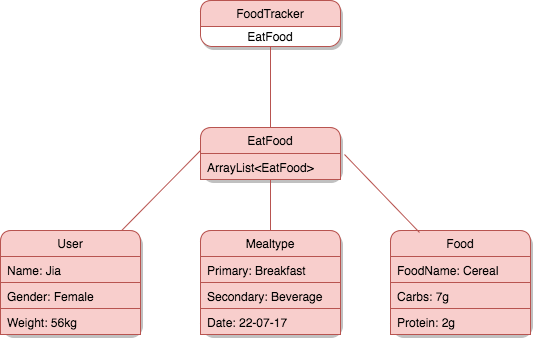 FoodTracker
EatFood
EatFood
ArrayList<EatFood>
User
Name: Jia
Gender: Female
Weight: 56kg
Mealtype
Primary: Breakfast
Secondary: Beverage
Date: 22-07-17
Food
FoodName: Cereal
Carbs: 7g
Protein: 2g